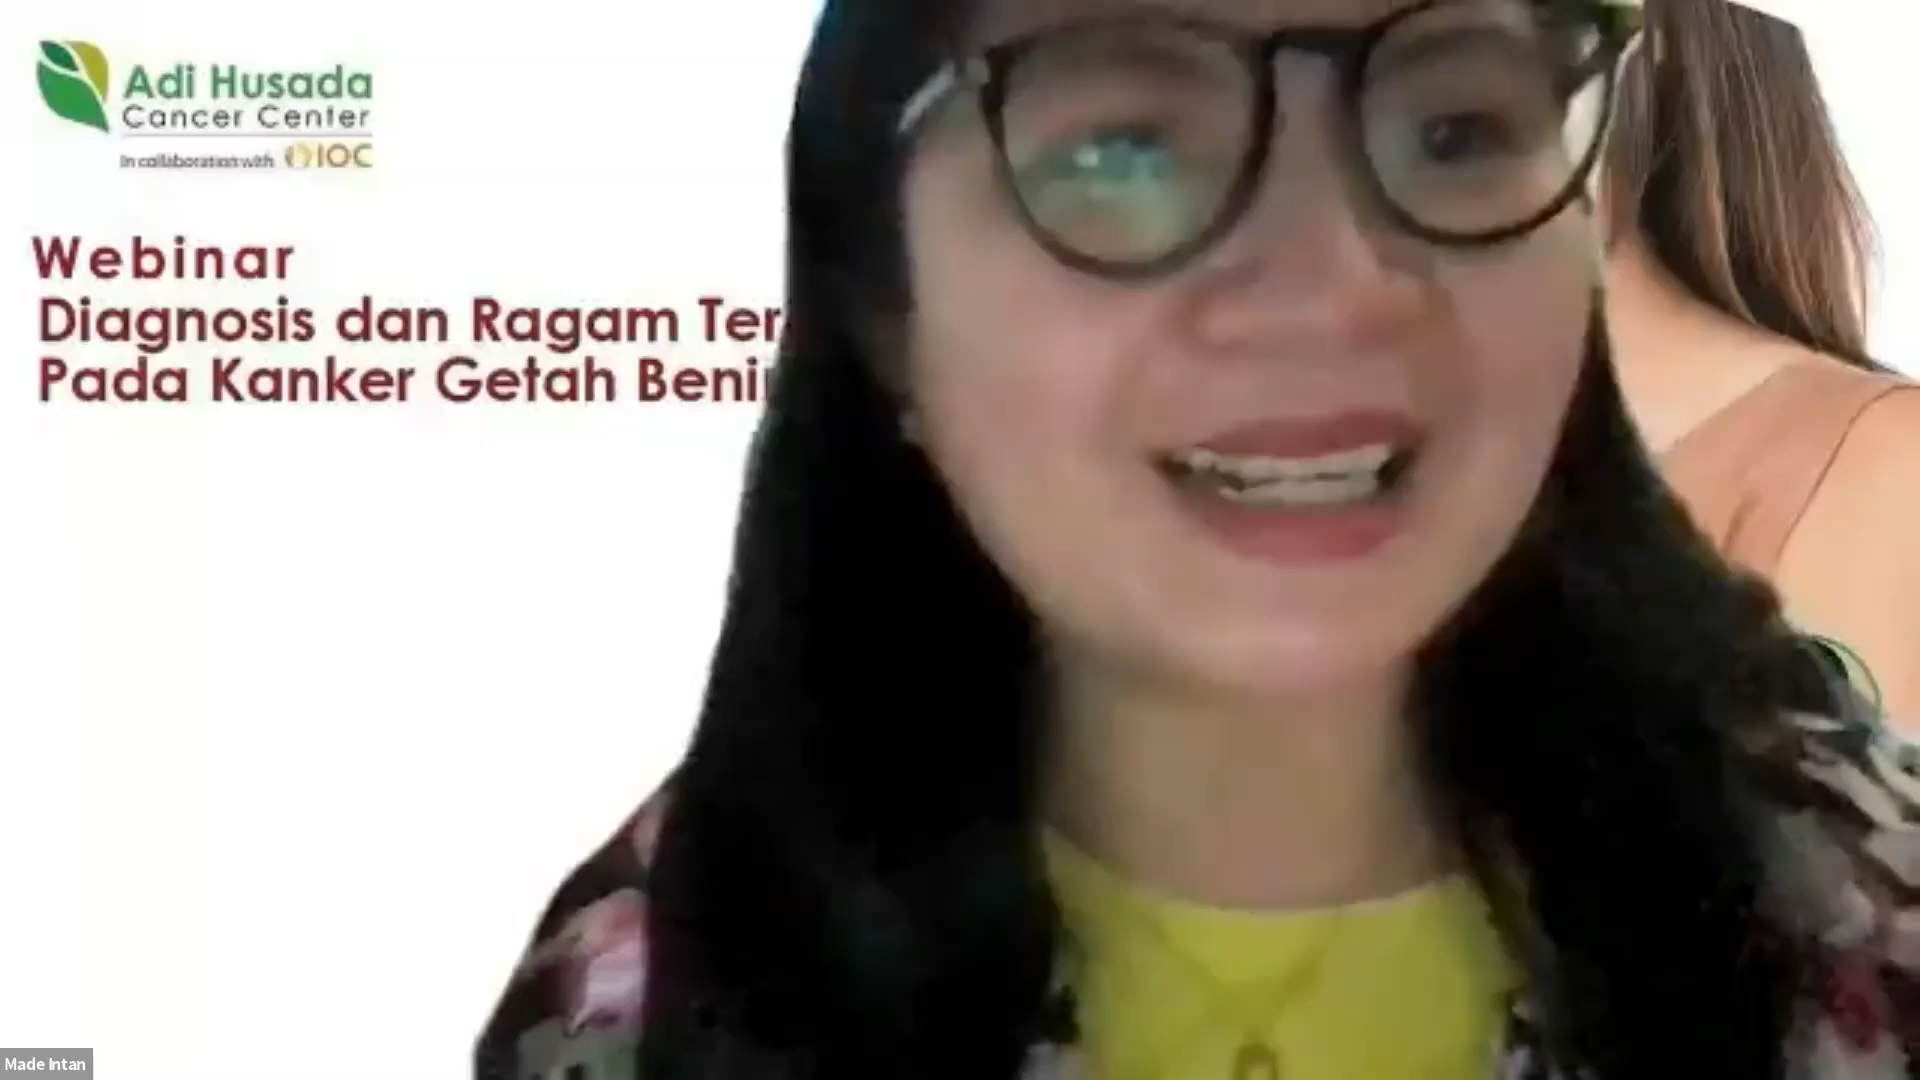 Adi Husada
Cancer Center
In collaboration with IOC
Webinar
Diagnosis dan Ragam Ter
Pada Kanker Getah Beni
Made Intan